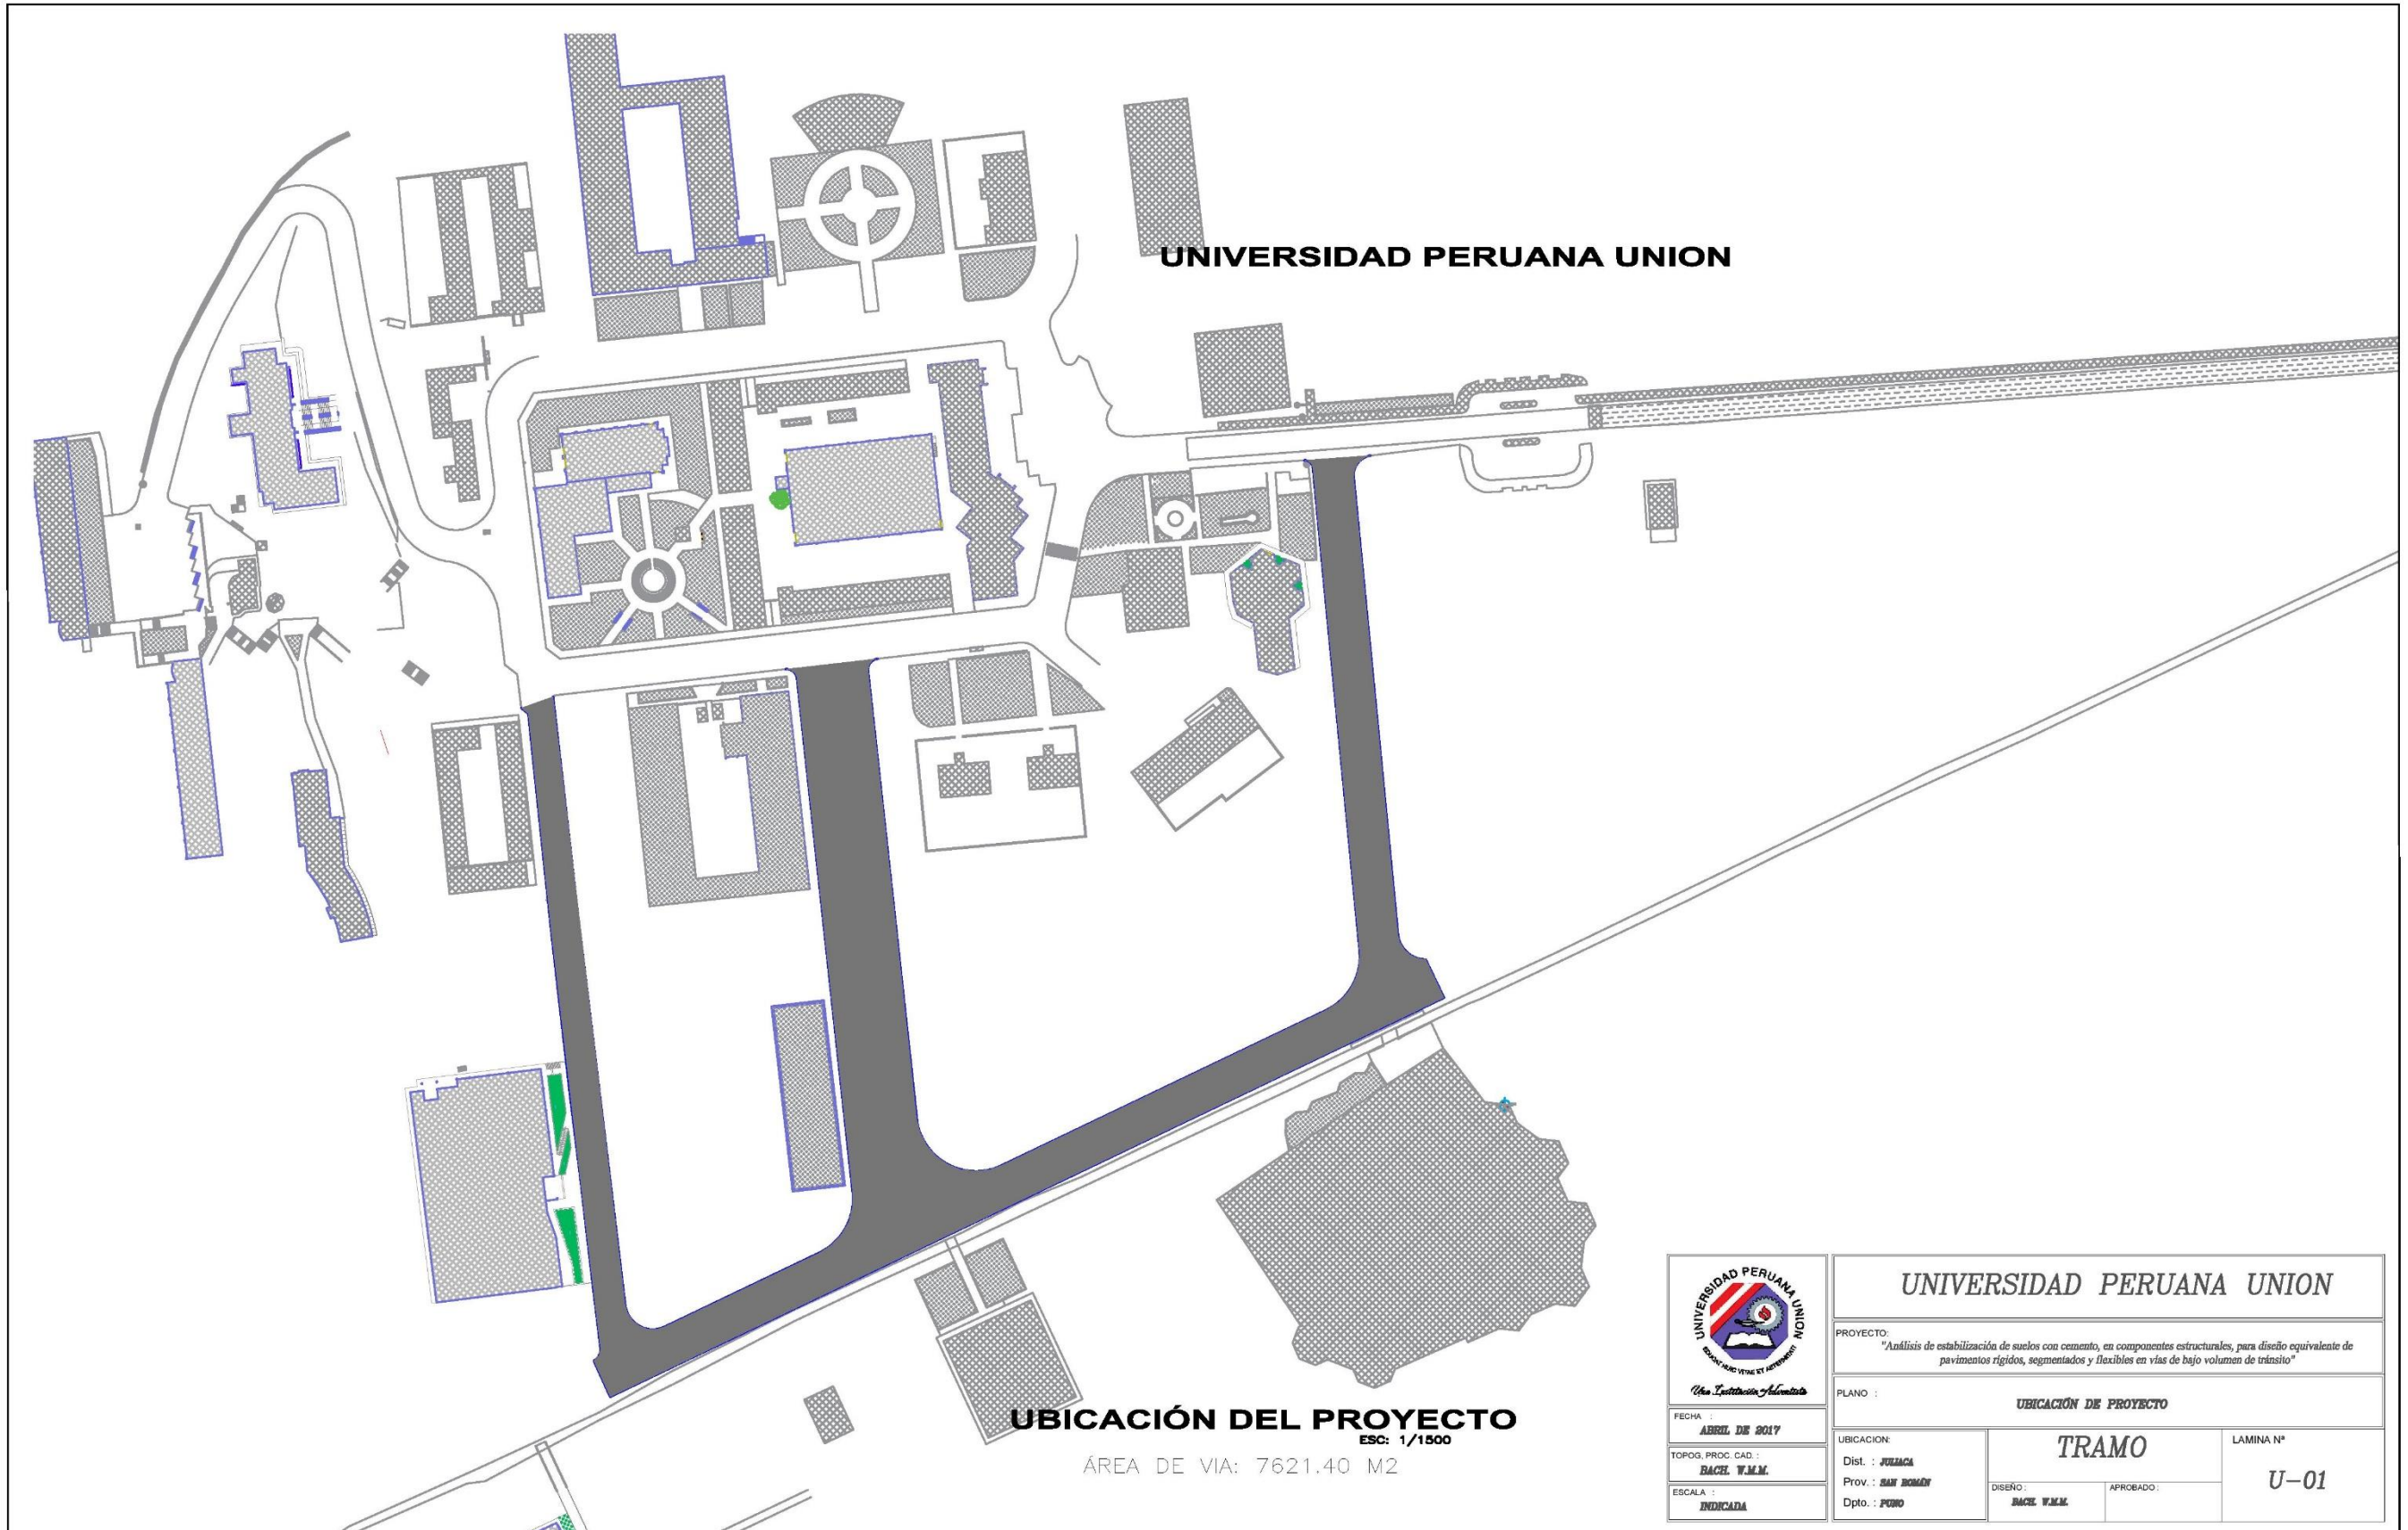 UNIVERSIDAD PERUANA UNION
UBICACIÓN DEL PROYECTO
ESC: 1/1500
ÁREA DE VIA: 7621.40 M2
UNIVERSIDAD PERUANA UNION
Una Institución Adventista
FECHA :
ABRIL DE 2017
TOPOG, PROC. CAD. :
BACH. W.M.M.
ESCALA :
INDICADA
UNIVERSIDAD PERUANA UNION
PROYECTO:
"Análisis de estabilización de suelos con cemento, en componentes estructurales, para diseño equivalente de
pavimentos rígidos, segmentados y flexibles en vías de bajo volumen de tránsito"
PLANO :
UBICACIÓN DE PROYECTO
UBICACION:
Dist. : JULIACA
Prov. : SAN ROMÁN
Dpto. : PUNO
TRAMO
DISEÑO :
BACH. W.M.M.
APROBADO :
LAMINA Nª
U-01